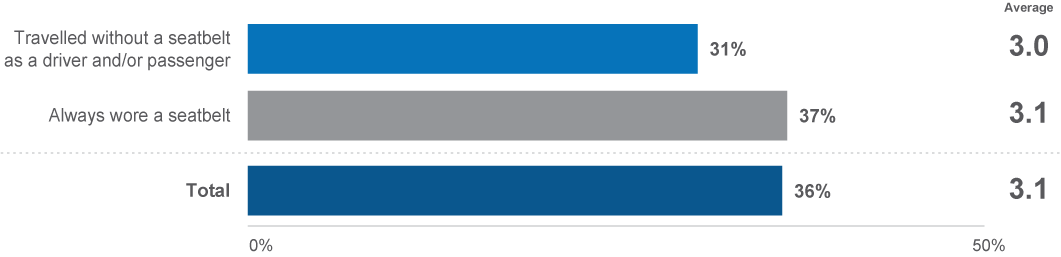 Average
Travelled without a seatbelt
as a driver and/or passenger
31%
3.0
Always wore a seatbelt
37%
3.1
Total
36%
3.1
0%
50%